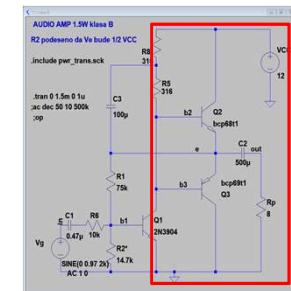 AUDIO AMP 1.5W klasa B
R2 podeseno da Ve bude 1/2 VCC
.include pwr_trans.sck
.tran 0 1.5m 0 1u
;ac dec 50 10 500k
;op
R8
R5
316
C3
100µ
b2
Q2
bcp68t1
12
e
C2
out
500µ
R1
75k
b3
bcp69t1
Q3
Rp
8
in
C1
0.47µ
R6
10k
b1
Q1
2N3904
Vg
R2*
14.7k
SINE(0 0.97 2k)
AC 1 0